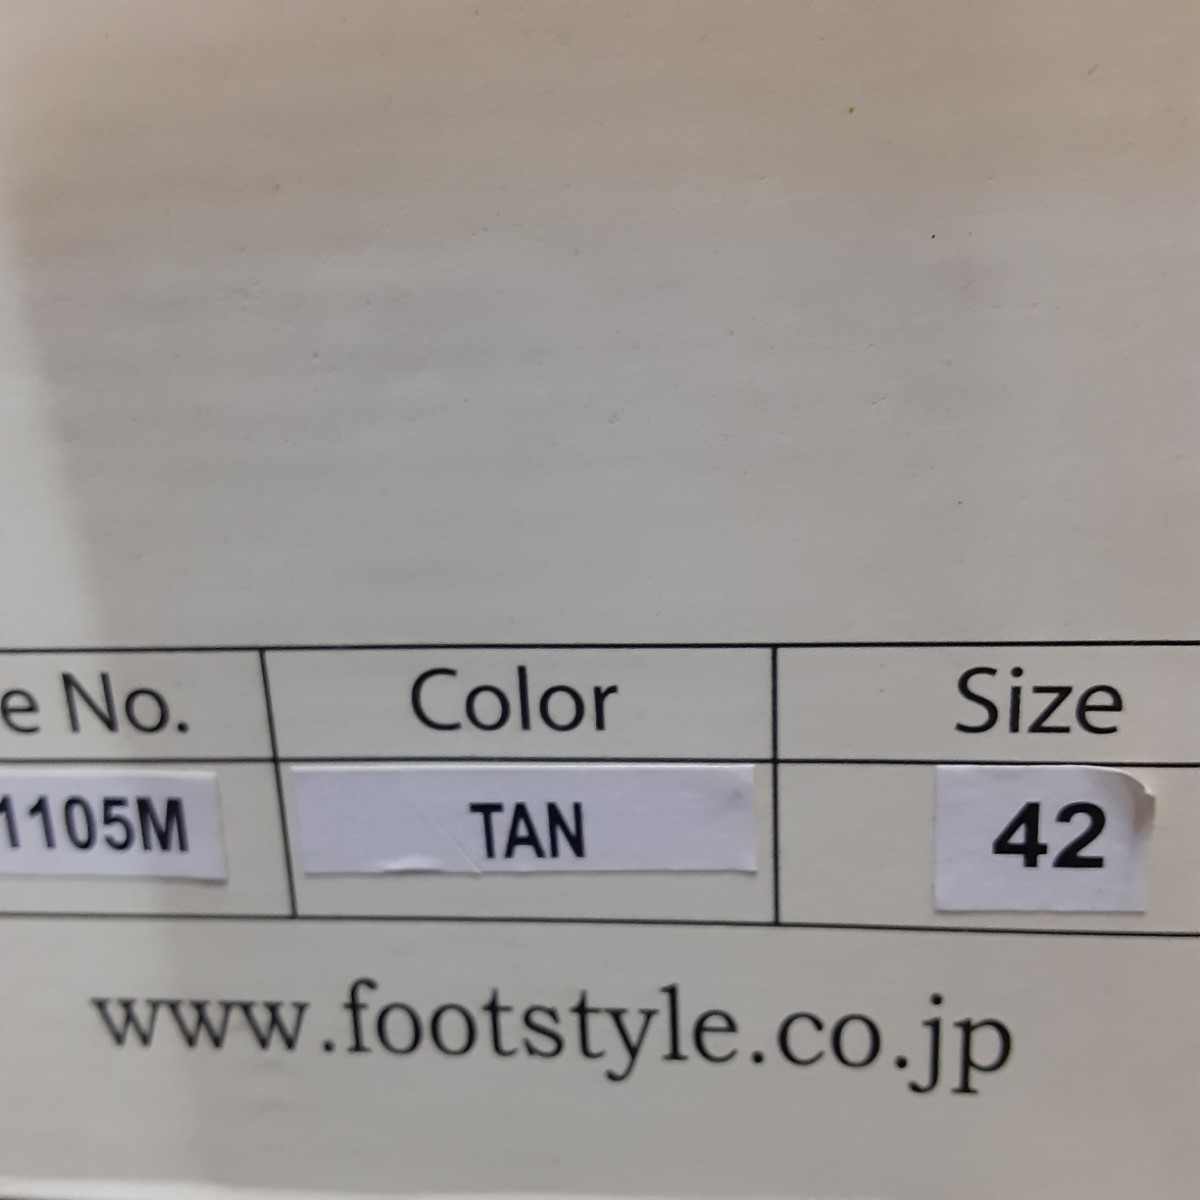 e No. Color Size
1105M TAN 42
www.footstyle.co.jp